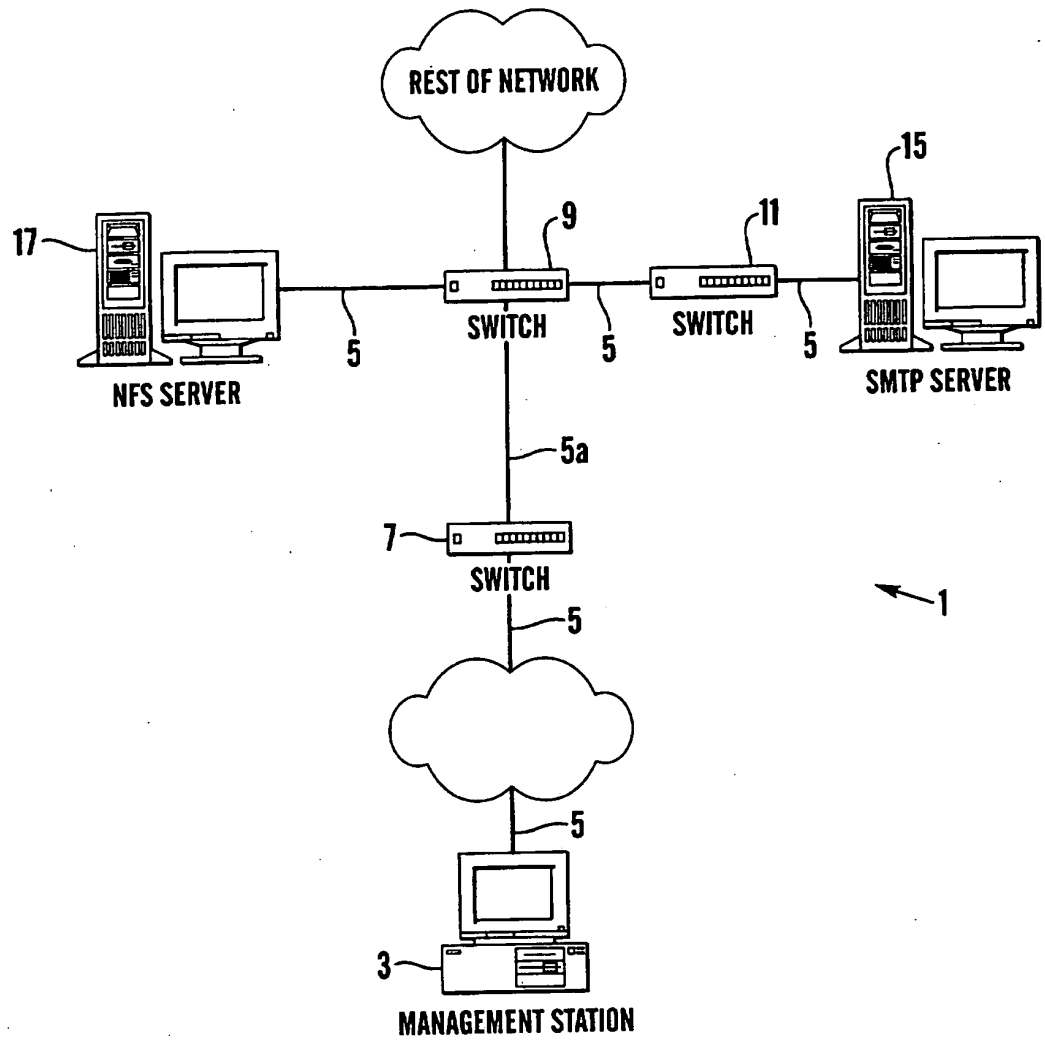 REST OF NETWORK
15
17
9
11
5
SWITCH
5
SWITCH
5
NFS SERVER
SMTP SERVER
5a
7
SWITCH
1
5
5
3
MANAGEMENT STATION